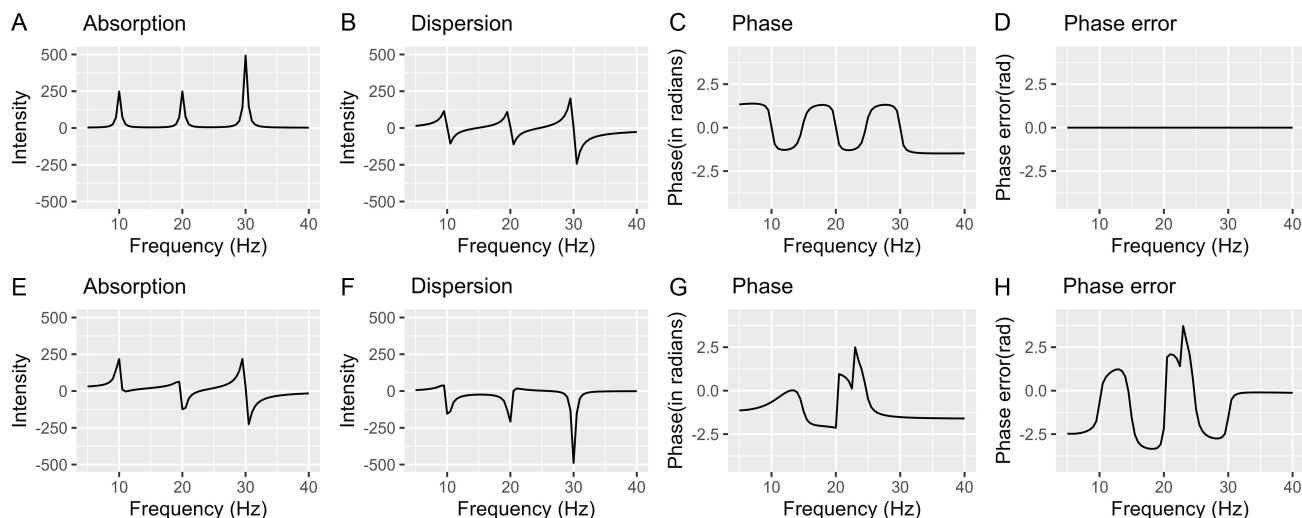 A Absorption
B Dispersion
C Phase
D Phase error
500
250
0
-250
-500
Intensity
10 20 30 40
Frequency (Hz)
500
250
0
-250
-500
Intensity
10 20 30 40
Frequency (Hz)
2.5
0.0
-2.5
Phase(in radians)
10 20 30 40
Frequency (Hz)
2.5
0.0
-2.5
Phase error(rad)
10 20 30 40
Frequency (Hz)
E Absorption
F Dispersion
G Phase
H Phase error
500
250
0
-250
-500
Intensity
10 20 30 40
Frequency (Hz)
500
250
0
-250
-500
Intensity
10 20 30 40
Frequency (Hz)
2.5
0.0
-2.5
Phase(in radians)
10 20 30 40
Frequency (Hz)
2.5
0.0
-2.5
Phase error(rad)
10 20 30 40
Frequency (Hz)